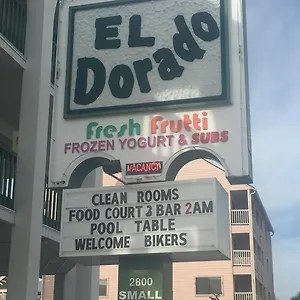 EL
Dorado
fresh frutti
FROZEN YOGURT & SUBS
VACANCY
CLEAN ROOMS
FOOD COURT 3 BAR 2AM
POOL TABLE
WELCOME BIKERS
2800
SMALL